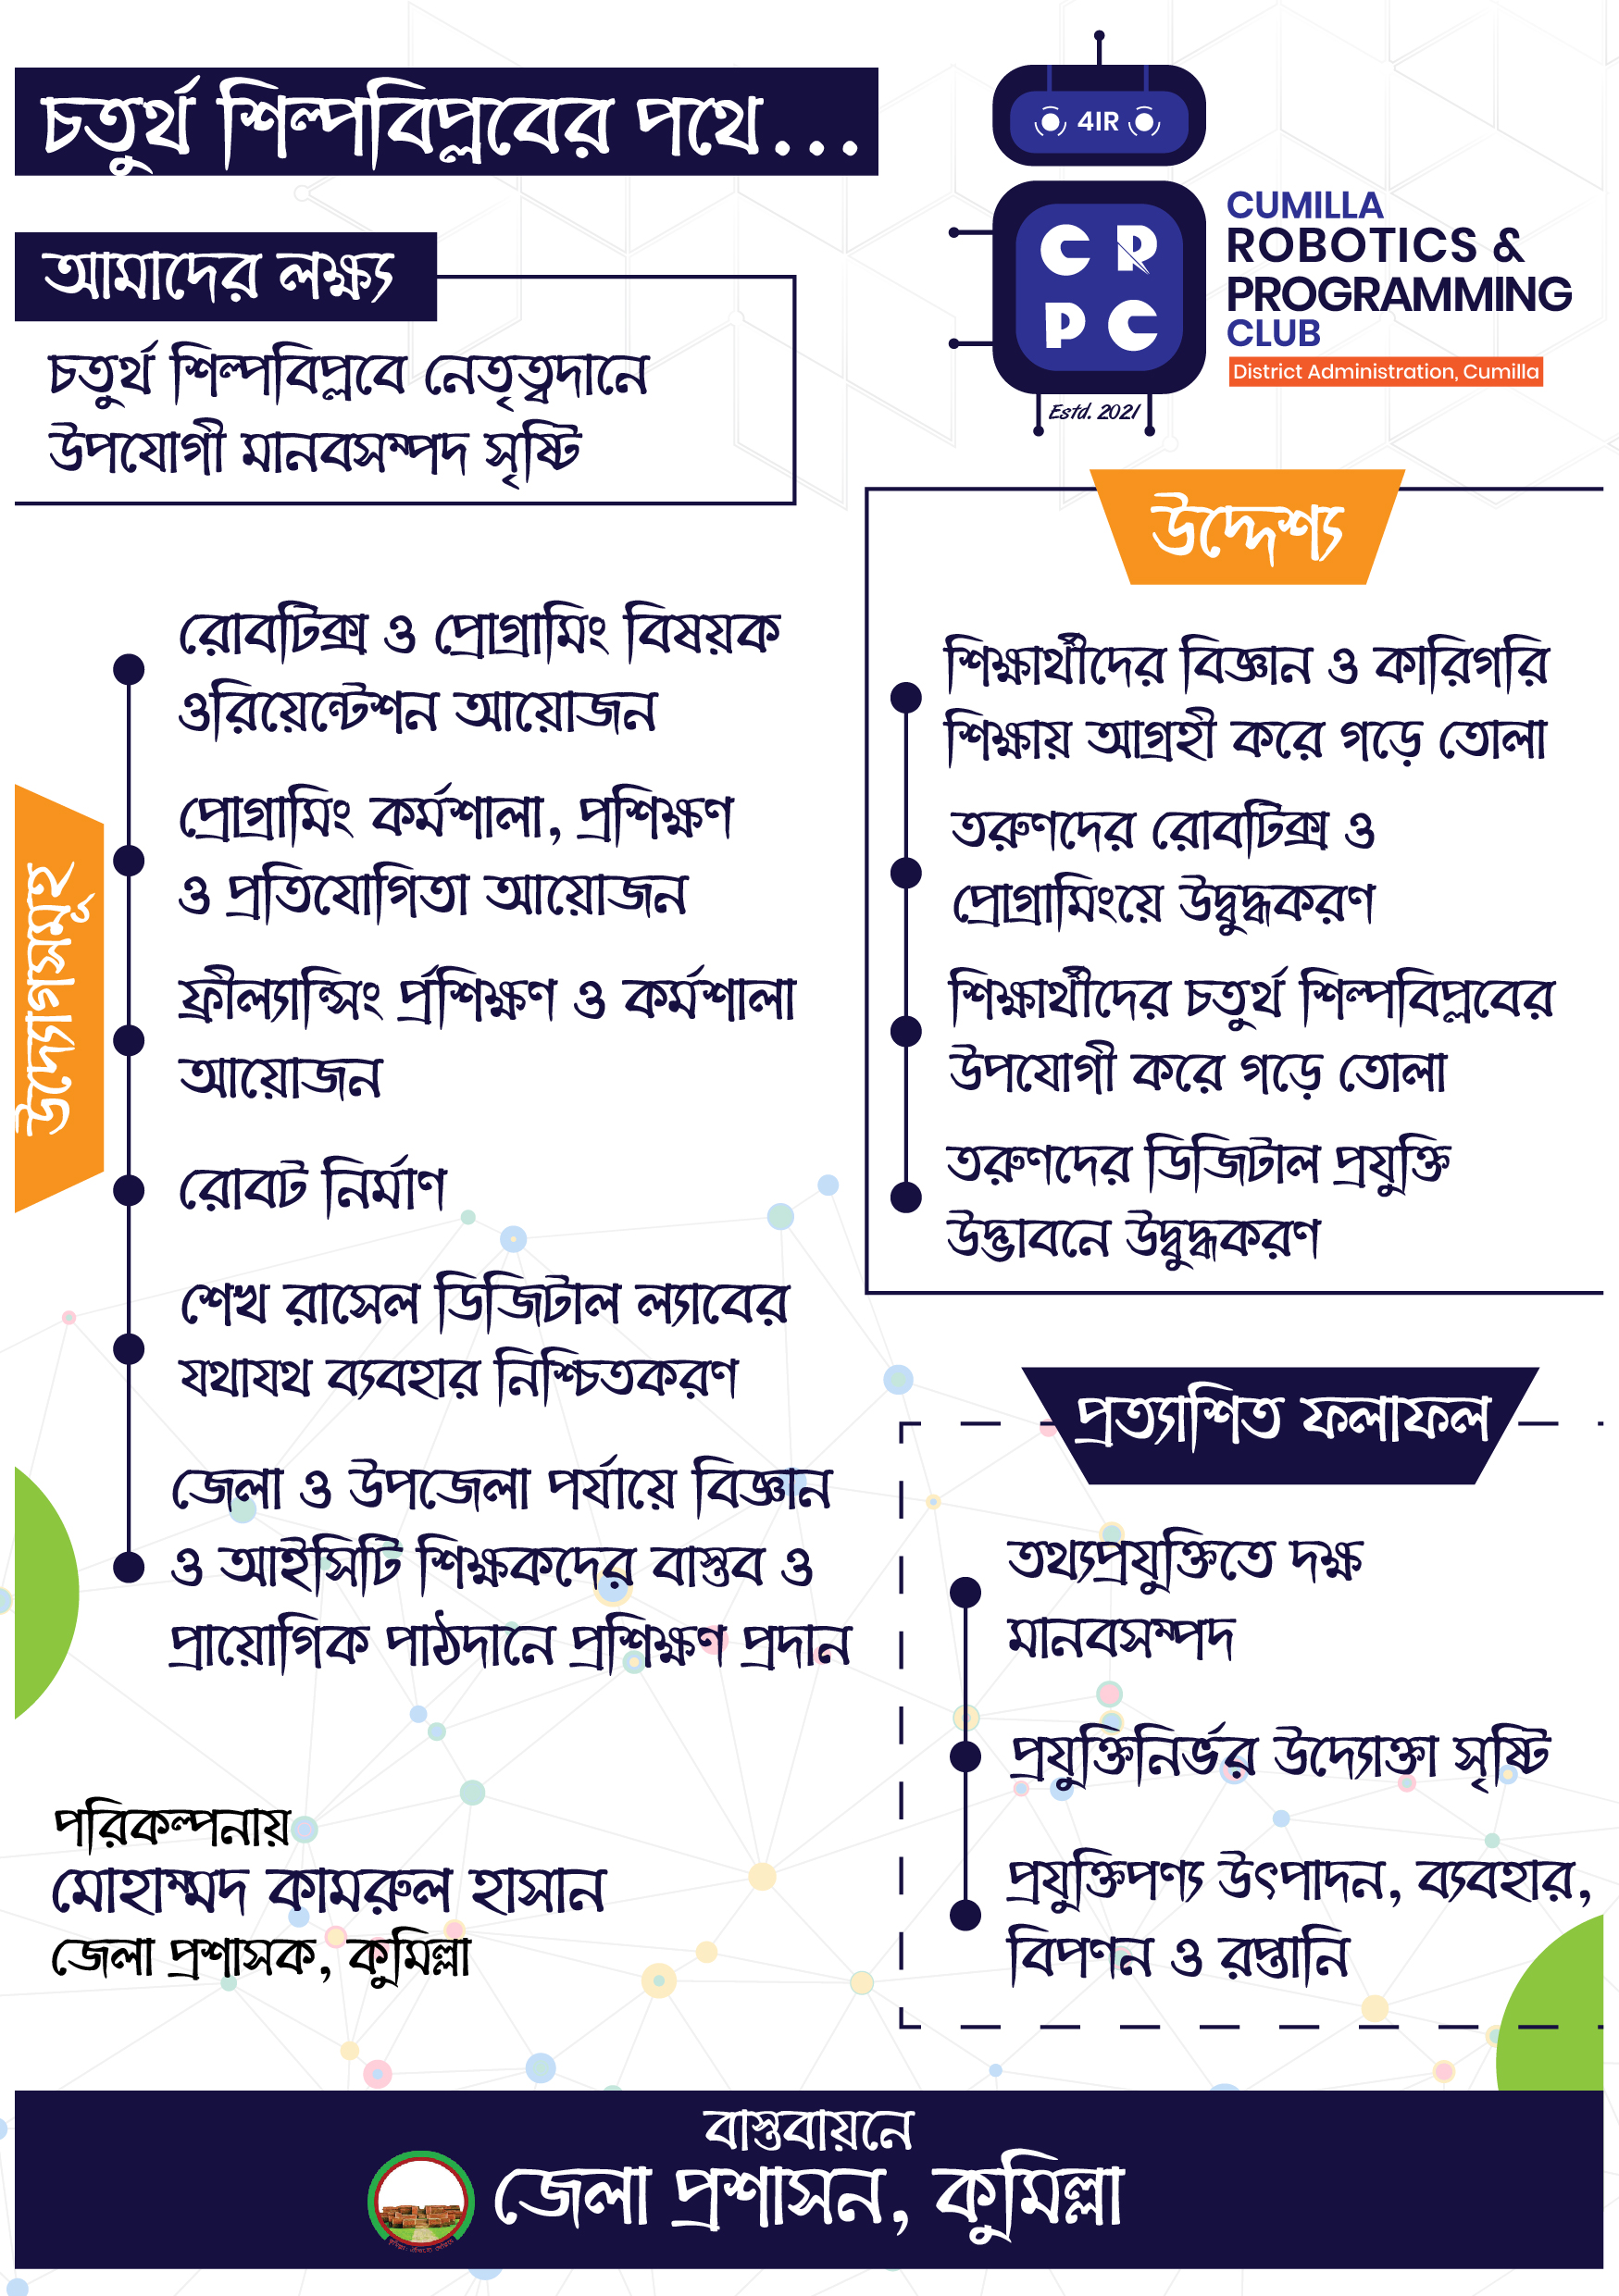 চতুর্থ শিল্পবিপ্লবের পথে...
4IR
C R
P C
Estd. 2021
CUMILLA
ROBOTICS &
PROGRAMMING
CLUB
District Administration, Cumilla
আমাদের লক্ষ্য
চতুর্থ শিল্পবিপ্লবে নেতৃত্বদানে
উপযোগী মানবসম্পদ সৃষ্টি
উদ্যোগসমূহ
রোবটিক্স ও প্রোগ্রামিং বিষয়ক
ওরিয়েন্টেশন আয়োজন
প্রোগ্রামিং কর্মশালা, প্রশিক্ষণ
ও প্রতিযোগিতা আয়োজন
ফ্রীল্যান্সিং প্রশিক্ষণ ও কর্মশালা
আয়োজন
রোবট নির্মাণ
শেখ রাসেল ডিজিটাল ল্যাবের
যথাযথ ব্যবহার নিশ্চিতকরণ
জেলা ও উপজেলা পর্যায়ে বিজ্ঞান
ও আইসিটি শিক্ষকদের বাস্তব ও
প্রায়োগিক পাঠদানে প্রশিক্ষণ প্রদান
উদ্দেশ্য
শিক্ষার্থীদের বিজ্ঞান ও কারিগরি
শিক্ষায় আগ্রহী করে গড়ে তোলা
তরুণদের রোবটিক্স ও
প্রোগ্রামিংয়ে উদ্বুদ্ধকরণ
শিক্ষার্থীদের চতুর্থ শিল্পবিপ্লবের
উপযোগী করে গড়ে তোলা
তরুণদের ডিজিটাল প্রযুক্তি
উদ্ভাবনে উদ্বুদ্ধকরণ
প্রত্যাশিত ফলাফল
তথ্যপ্রযুক্তিতে দক্ষ
মানবসম্পদ
প্রযুক্তিনির্ভর উদ্যোক্তা সৃষ্টি
প্রযুক্তিপণ্য উৎপাদন, ব্যবহার,
বিপণন ও রপ্তানি
পরিকল্পনায়
মোহাম্মদ কামরুল হাসান
জেলা প্রশাসক, কুমিল্লা
বাস্তবায়নে
জেলা প্রশাসন, কুমিল্লা